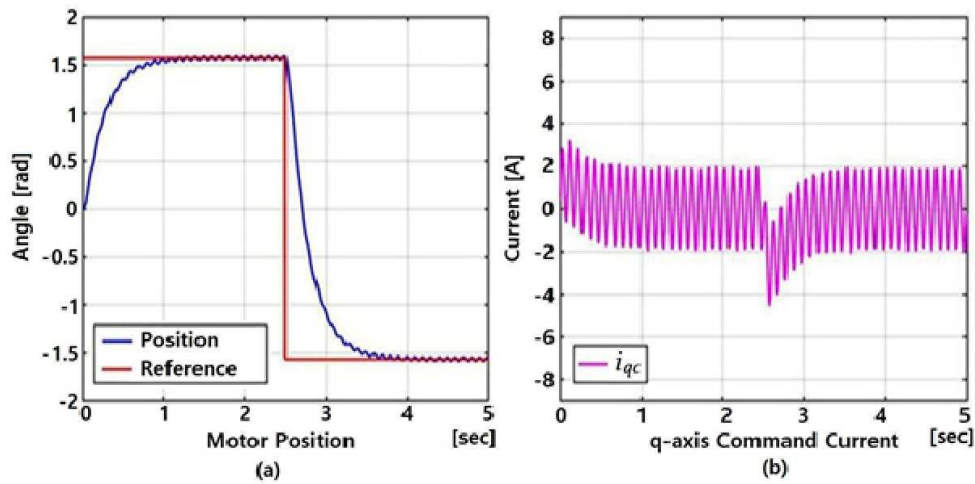 2
1.5
1
0.5
0
-0.5
-1
-1.5
-2
Angle [rad]
Position
Reference
0 1 2 3 4 5
Motor Position [sec]
(a)
8
6
4
2
0
-2
-4
-6
-8
Current [A]
iqc
0 1 2 3 4 5
q-axis Command Current [sec]
(b)